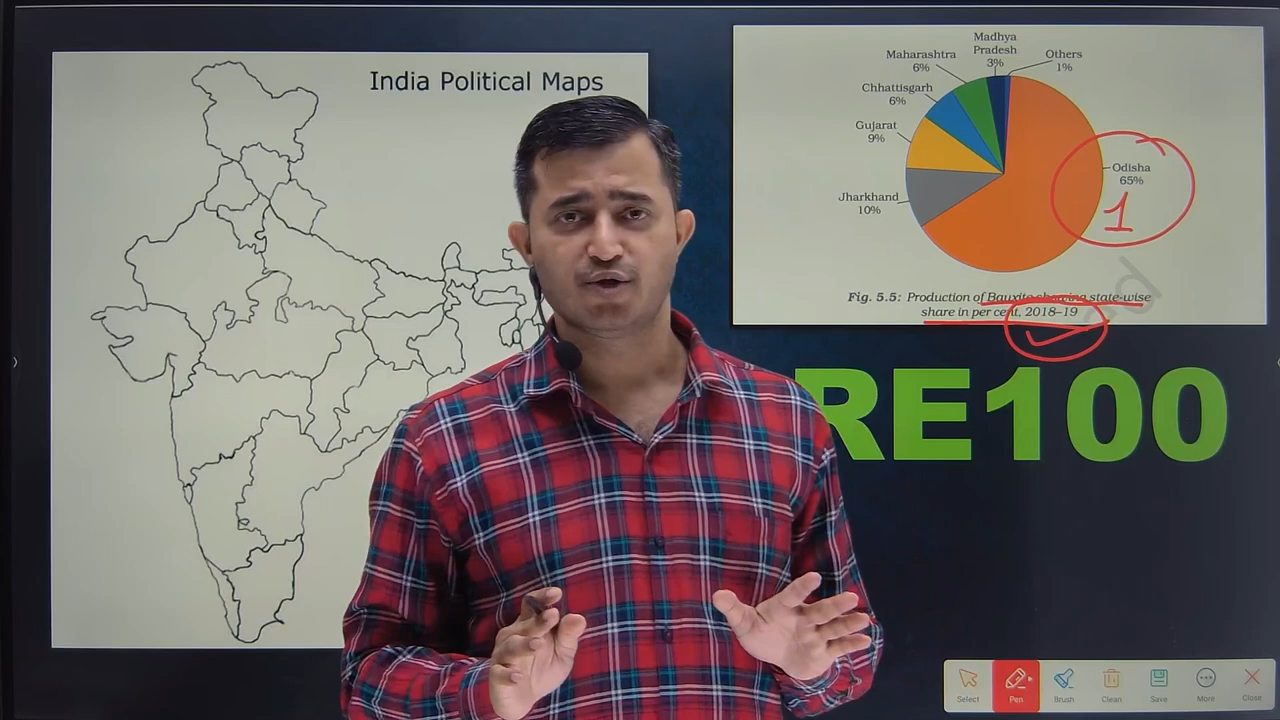 India Political Maps
Madhya
Pradesh
3%
Others
1%
Maharashtra
6%
Chhattisgarh
6%
Gujarat
9%
Jharkhand
10%
Odisha
65%
1
Fig. 5.5: Production of Bauxite showing state-wise
share in per cent, 2018–19
RE100
Select
Pen
Brush
Clean
Save
More
Close